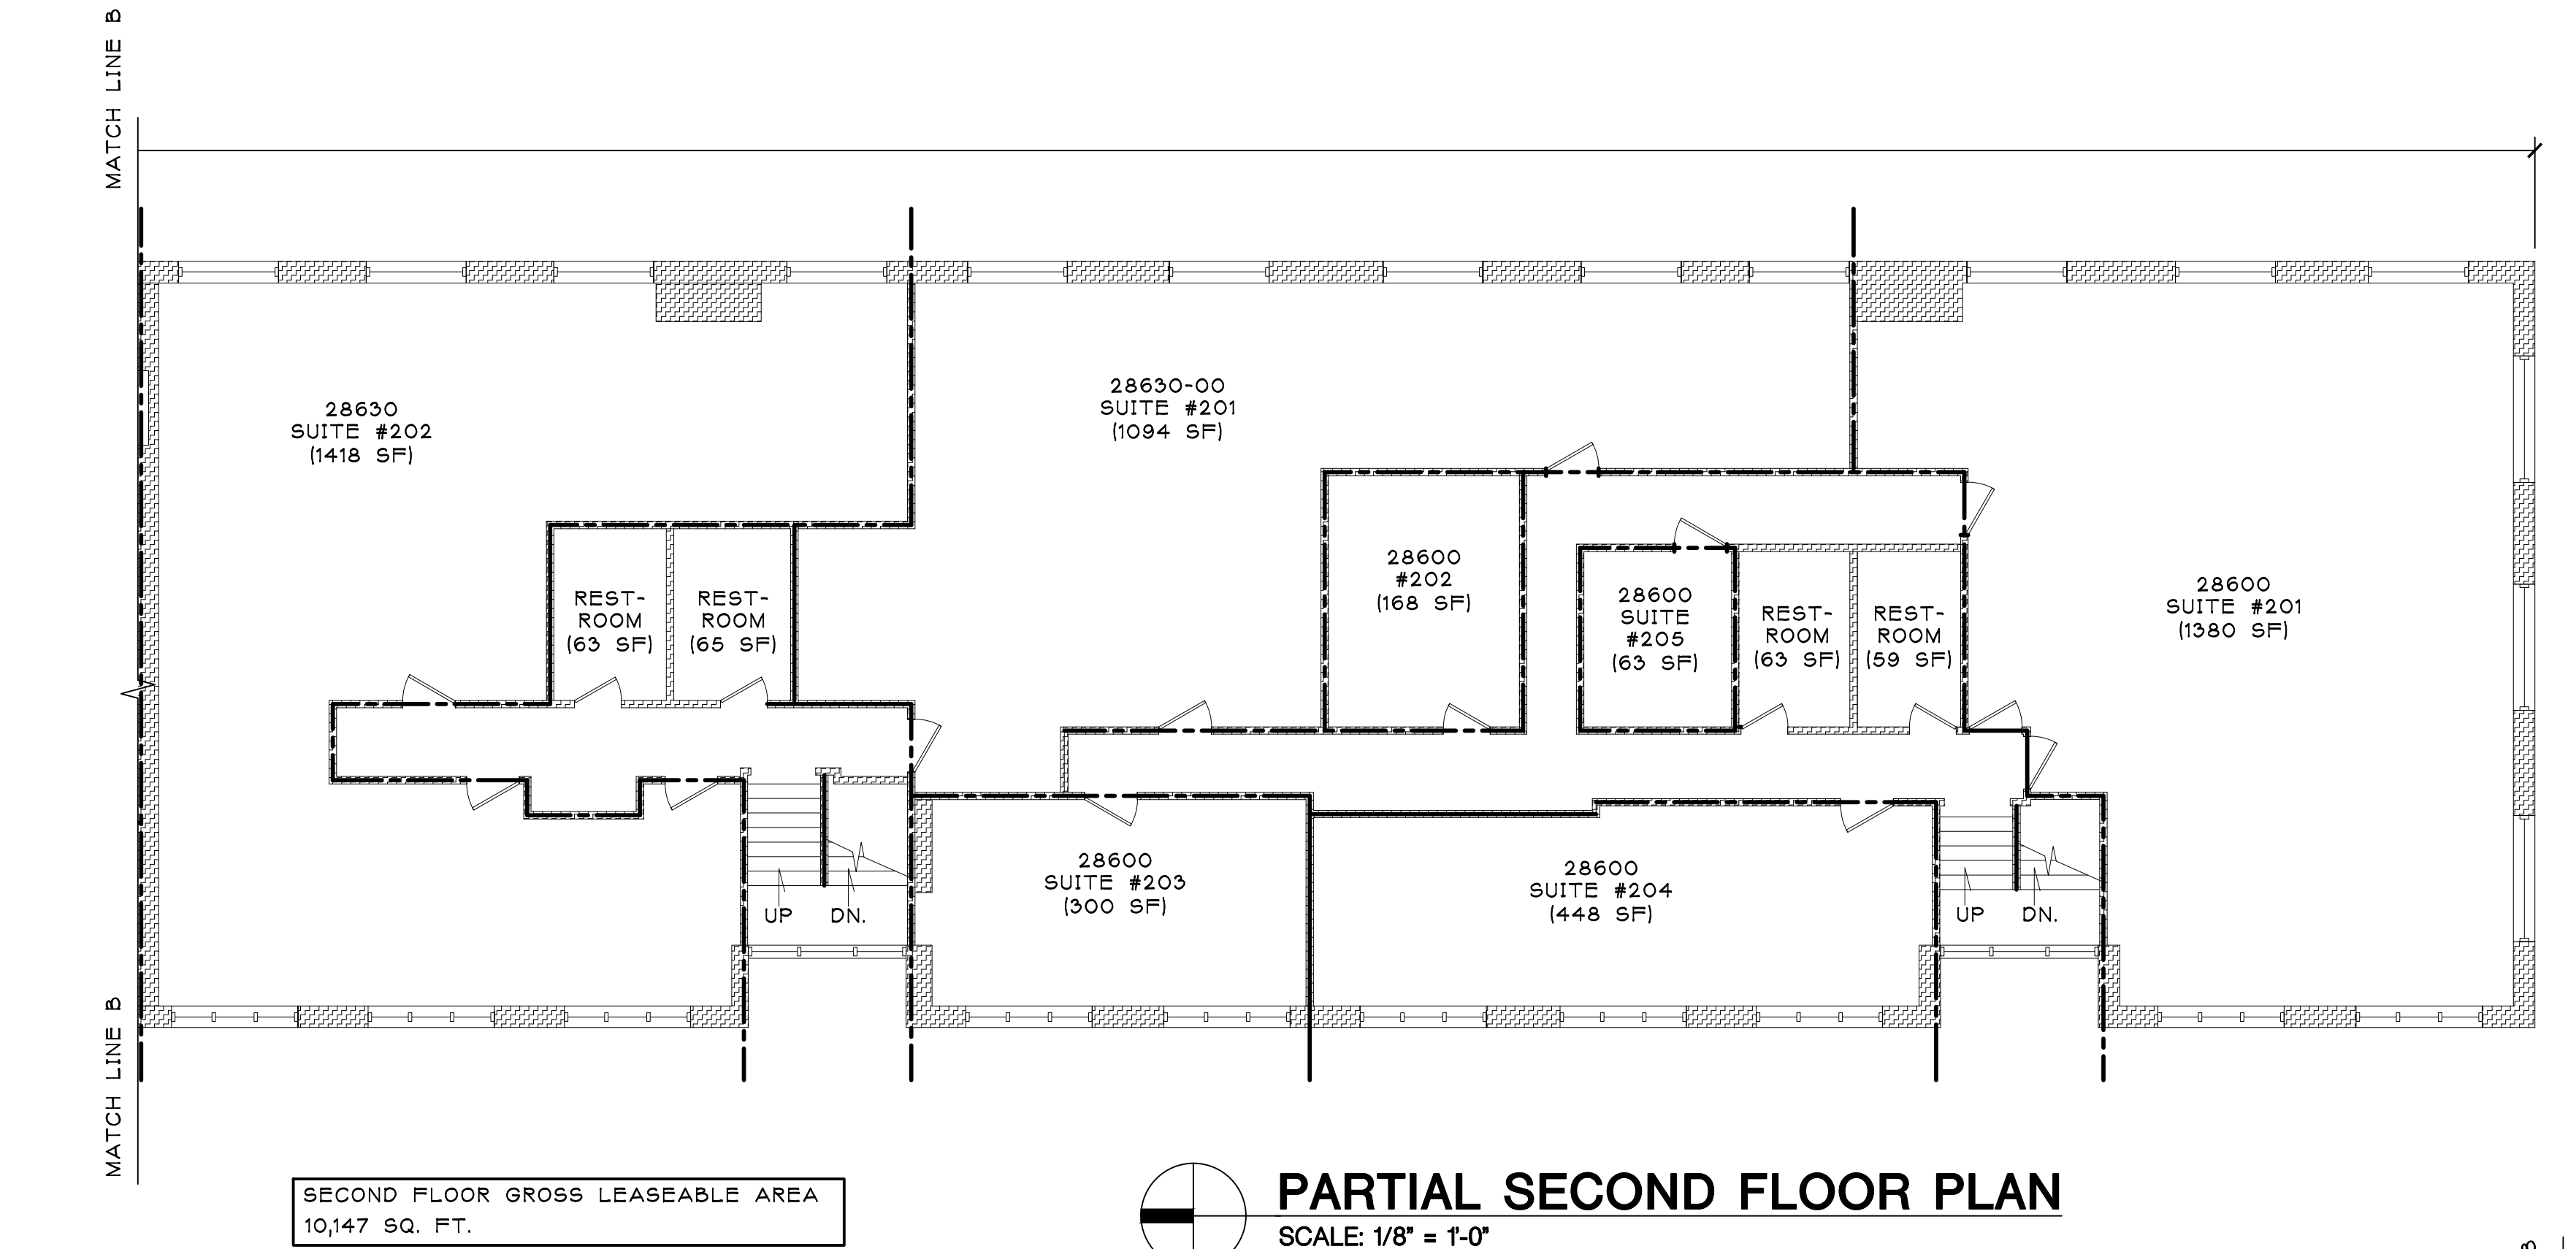 MATCH LINE B
28630
SUITE #202
(1418 SF)
28630-00
SUITE #201
(1094 SF)
REST-
ROOM
(63 SF)
REST-
ROOM
(65 SF)
28600
#202
(168 SF)
28600
SUITE
#205
(63 SF)
REST-
ROOM
(63 SF)
REST-
ROOM
(59 SF)
28600
SUITE #201
(1380 SF)
UP
DN.
28600
SUITE #203
(300 SF)
28600
SUITE #204
(448 SF)
UP
DN.
MATCH LINE B
SECOND FLOOR GROSS LEASEABLE AREA
10,147 SQ. FT.
PARTIAL SECOND FLOOR PLAN
SCALE: 1/8" = 1'-0"
B